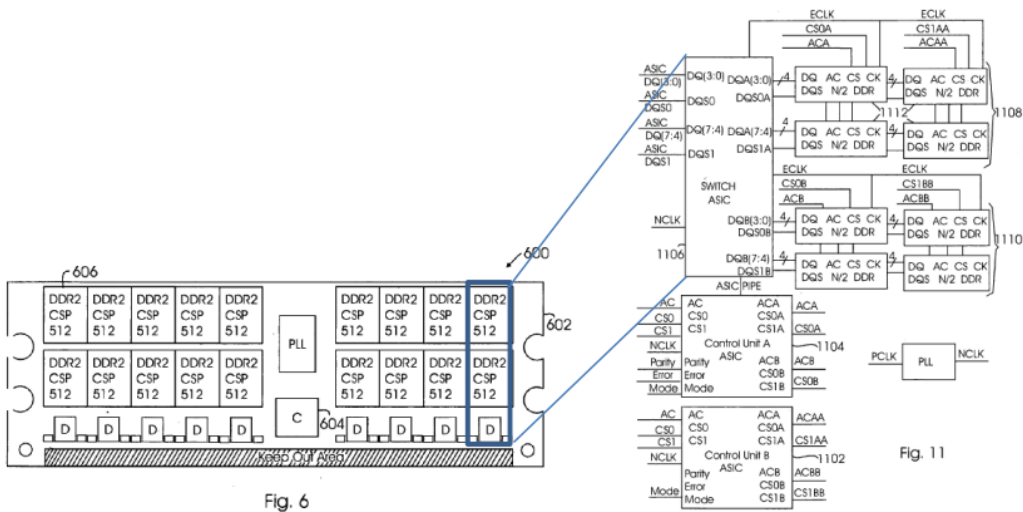 600
606
DDR2 DDR2 DDR2 DDR2 DDR2
CSP CSP CSP CSP CSP
512 512 512 512 512
PLL
DDR2 DDR2 DDR2 DDR2
CSP CSP CSP CSP
512 512 512 512
602
DDR2 DDR2 DDR2 DDR2 DDR2
CSP CSP CSP CSP CSP
512 512 512 512 512
DDR2 DDR2 DDR2 DDR2
CSP CSP CSP CSP
512 512 512 512
D D D D D
C
604
D D D D
Keep Out Area
Fig. 6
ECLK ECLK
CS0A CS1AA
ACA ACAA
ASIC
DQ(3:0)
ASIC
DQS0
ASIC
DQ(7:4)
ASIC
DQS1
DQ(3:0) DQA(3:0)
DQS0 DQS0A
DQ(7:4) DQA(7:4)
DQS1 DQS1A
SWITCH
ASIC
DQB(3:0)
DQS0B
DQB(7:4)
DQS1B
NCLK
1106
4 DQ AC CS CK 4 DQ AC CS CK
DQS N/2 DDR DQS N/2 DDR
1112
1108
4 DQ AC CS CK 4 DQ AC CS CK
DQS N/2 DDR DQS N/2 DDR
ECLK ECLK
CS0B CS1BB
ACB ACBB
4 DQ AC CS CK 4 DQ AC CS CK
DQS N/2 DDR DQS N/2 DDR
1110
4 DQ AC CS CK 4 DQ AC CS CK
DQS N/2 DDR DQS N/2 DDR
ASIC PIPE
AC AC ACA ACA
CS0 CS0 CS0A
CS1 CS1 CS1A CS0A
NCLK Control Unit A 1104
ASIC
Parity Parity ACB ACB
Error Error CS0B
Mode Mode CS1B CS0B
AC AC ACA ACAA
CS0 CS0 CS0A
CS1 CS1 CS1A CS1AA
NCLK Control Unit B 1102
ASIC
Parity ACB ACBB
Error CS0B
Mode Mode CS1B CS1BB
PCLK PLL NCLK
Fig. 11